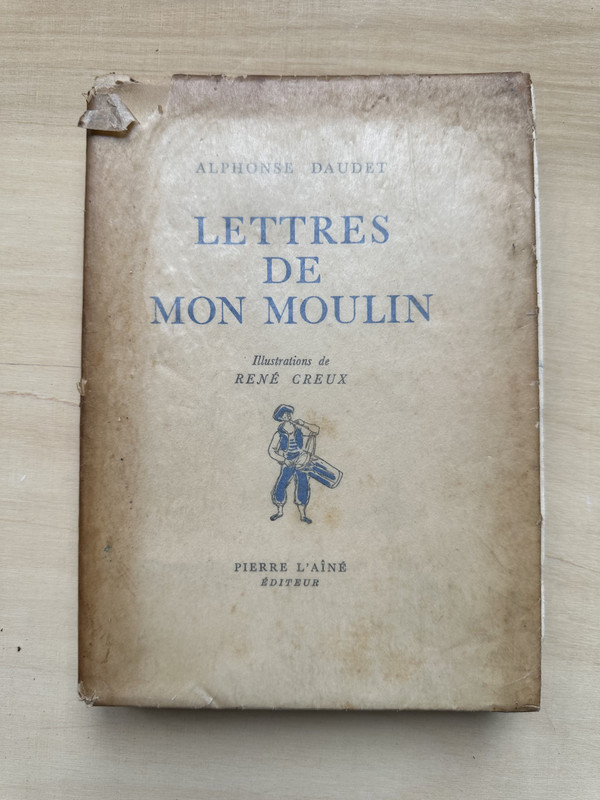 ALPHONSE DAUDET
LETTRES
DE
MON MOULIN
Illustrations de
RENÉ CREUX
PIERRE L'AÎNÉ
ÉDITEUR